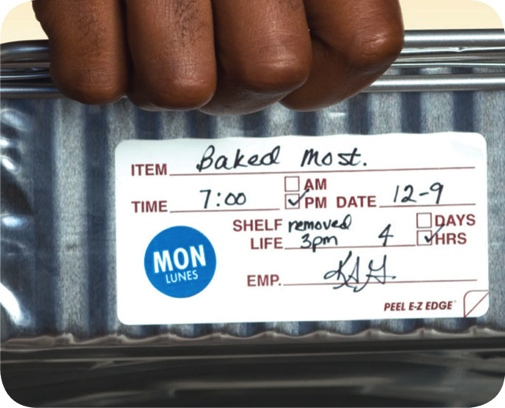 ITEM Baked Most.
AM
TIME 7:00 PM DATE 12-9
SHELF removed DAYS
LIFE 3pm 4 HRS
MON
LUNES
EMP. KSH.
PEEL E-Z EDGE